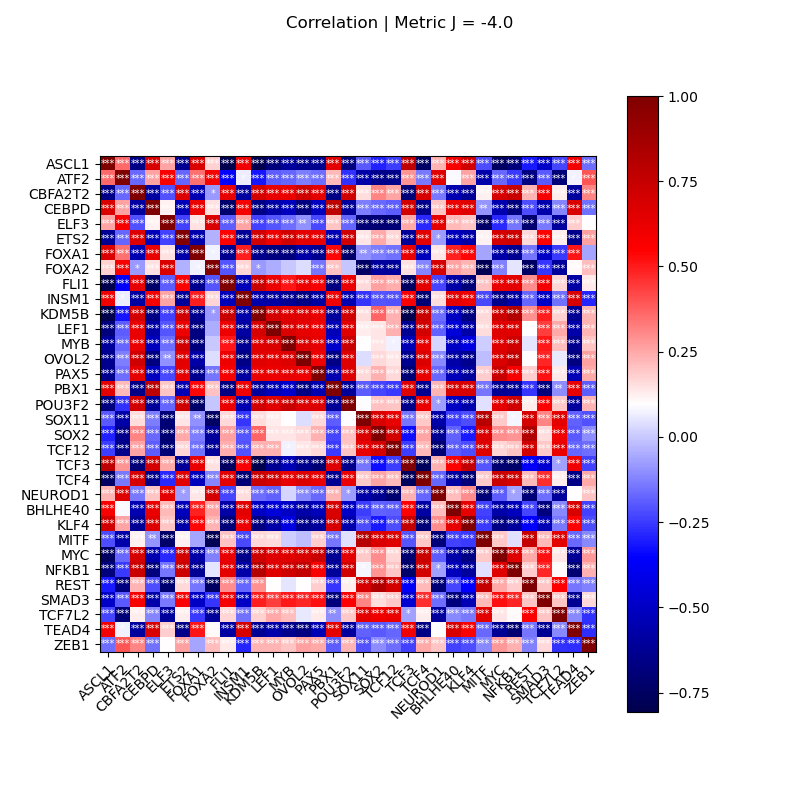 Correlation | Metric J = -4.0
ASCL1
ATF2
CBFA2T2
CEBPD
ELF3
ETS2
FOXA1
FOXA2
FLI1
INSM1
KDM5B
LEF1
MYB
OVOL2
PAX5
PBX1
POU3F2
SOX11
SOX2
TCF12
TCF3
TCF4
NEUROD1
BHLHE40
KLF4
MITF
MYC
NFKB1
REST
SMAD3
TCF7L2
TEAD4
ZEB1
ASCL1
ATF2
CBFA2T2
CEBPD
ELF3
ETS2
FOXA1
FOXA2
FLI1
INSM1
KDM5B
LEF1
MYB
OVOL2
PAX5
PBX1
POU3F2
SOX11
SOX2
TCF12
TCF3
TCF4
NEUROD1
BHLHE40
KLF4
MITF
MYC
NFKB1
REST
SMAD3
TCF7L2
TEAD4
ZEB1
1.00
0.75
0.50
0.25
0.00
−0.25
−0.50
−0.75